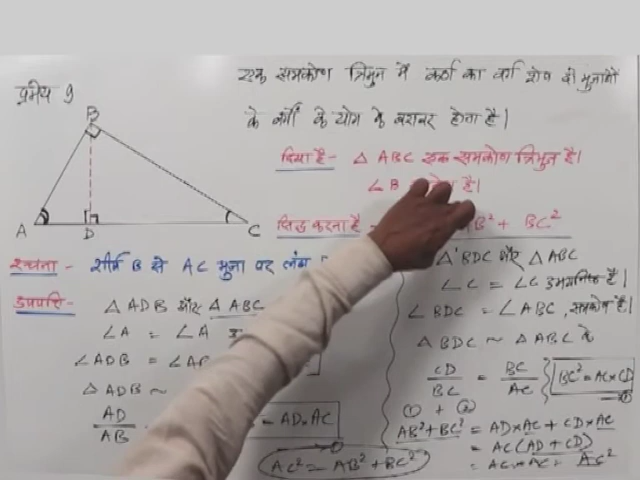 प्रमेय 9
एक समकोण त्रिभुज में कर्ण का वर्ग शेष दो भुजाओं
के वर्गों के योग के बराबर होता है।
B
A
D
C
दिया है- △ ABC एक समकोण त्रिभुज है।
∠B है।
सिद्ध करना है - B² + BC²
रचना - शीर्ष B से AC भुजा पर लंब
उपपत्ति- △ ADB और △ ABC
∠A = ∠A
∠ADB = ∠AB
△ ADB ~
AD/AB
= AD×AC
△ BDC और △ ABC
∠C = ∠C उभयनिष्ठ है।
∠BDC = ∠ABC, समकोण है।
△ BDC ~ △ ABC के
CD/BC = BC/AC { BC² = AC×CD
① + ②
AB² + BC² = AD×AC + CD×AC
= AC(AD + CD)
= AC×AC = AC²
AC² = AB² + BC²